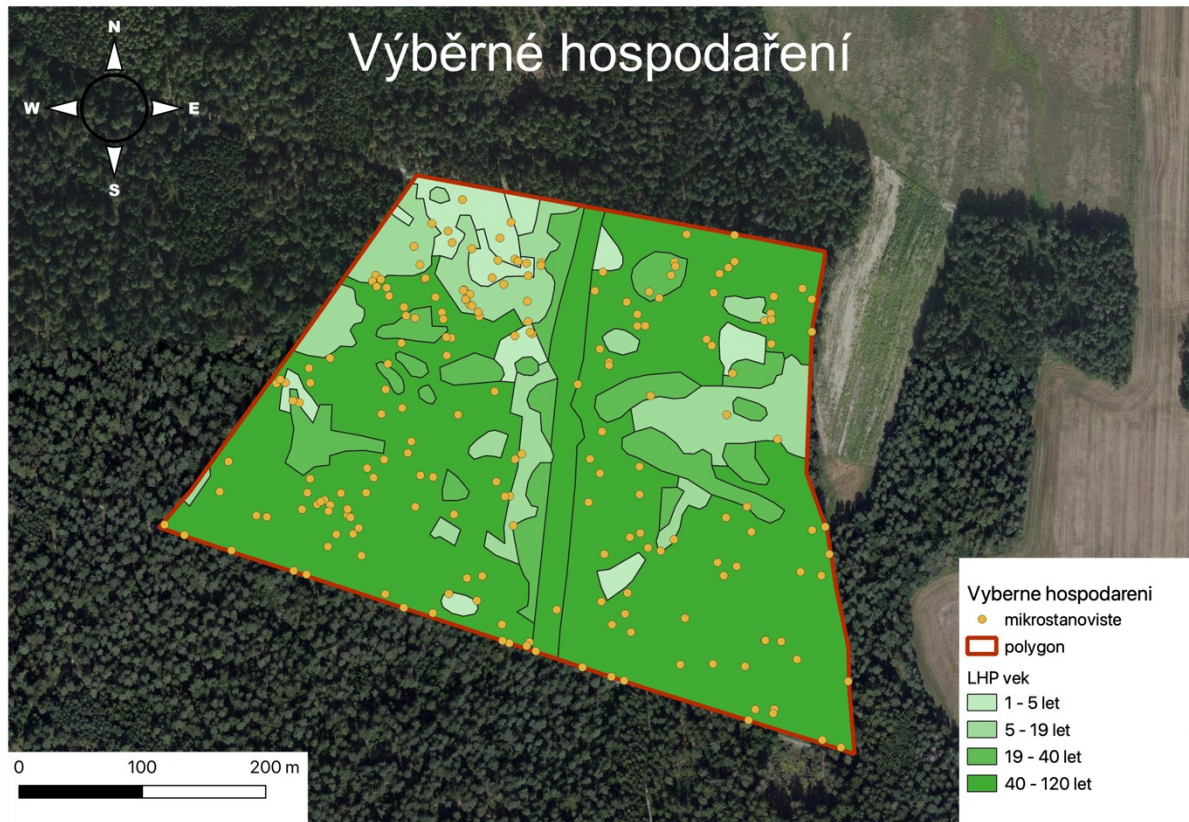 Výběrné hospodaření
N
W
E
S
Vyberne hospodareni
mikrostanoviste
polygon
LHP vek
1 - 5 let
5 - 19 let
19 - 40 let
40 - 120 let
0 100 200 m